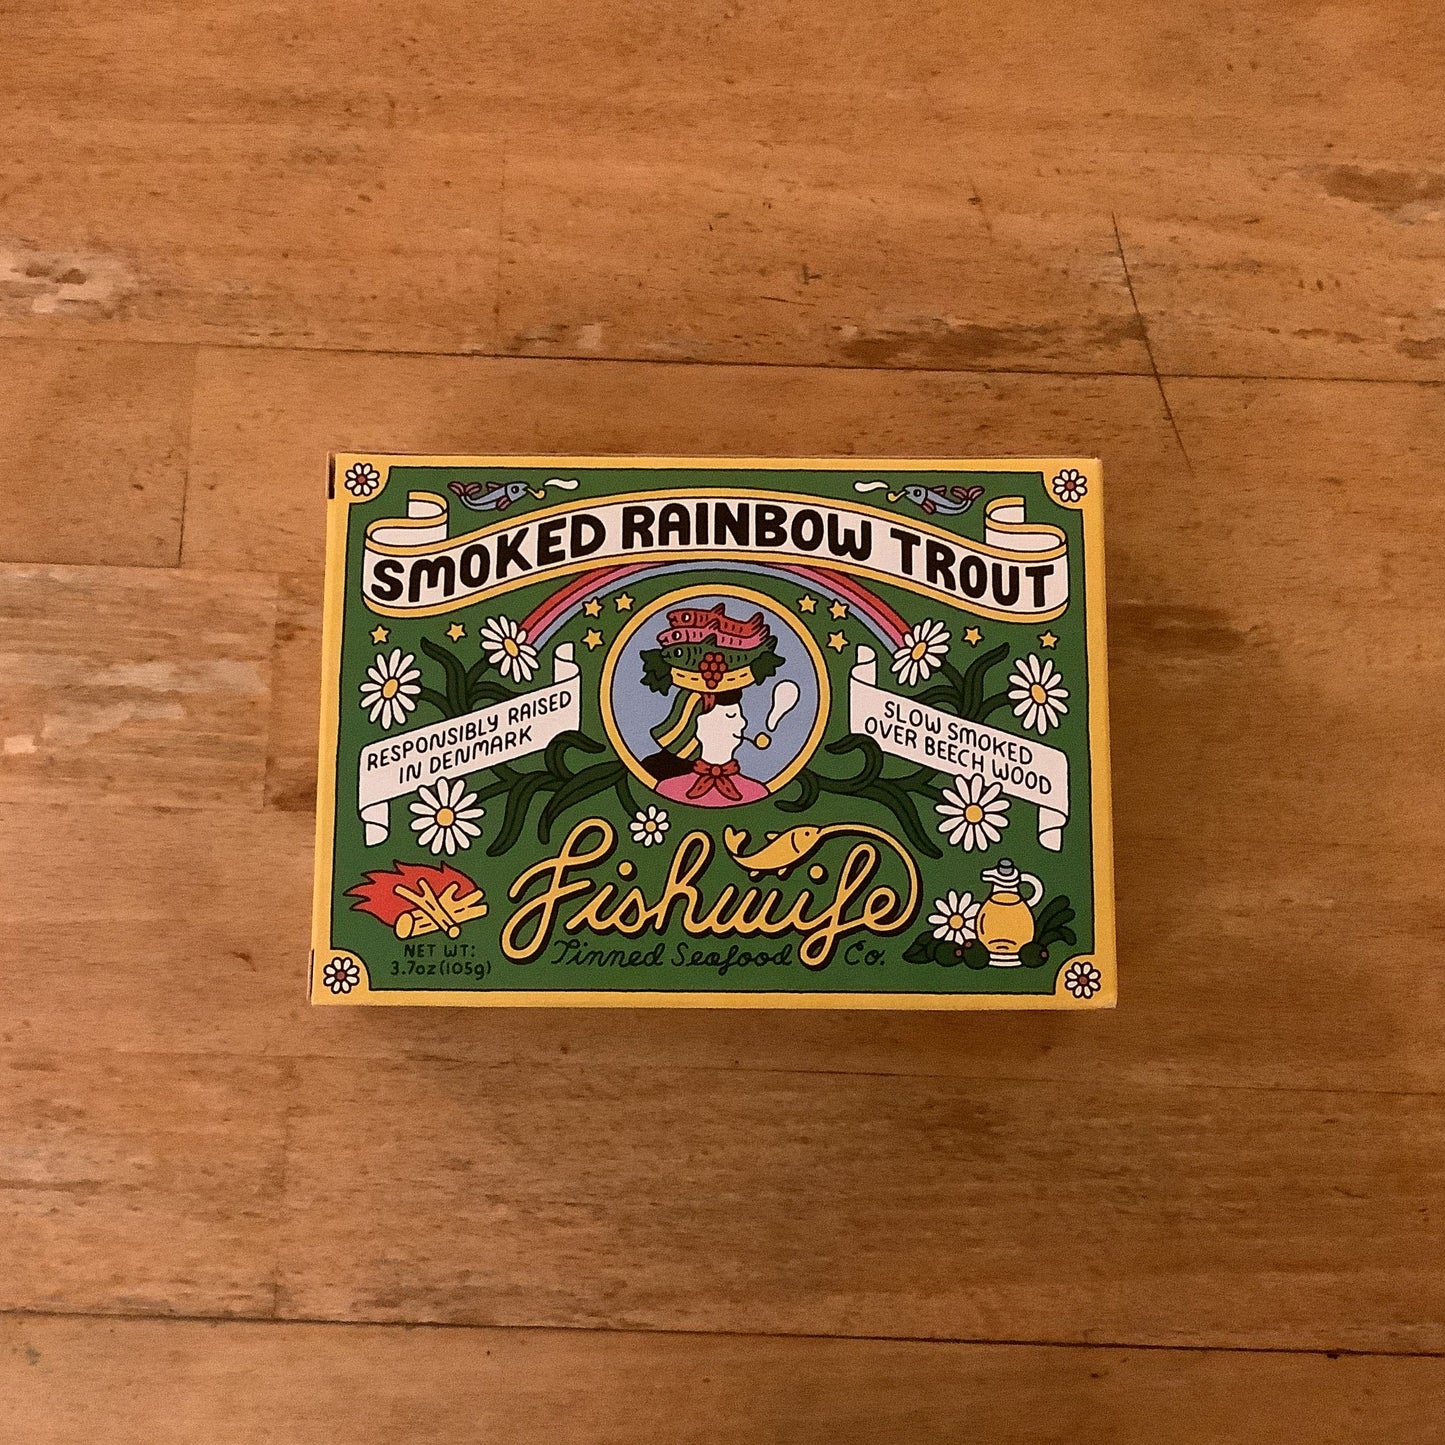 SMOKED RAINBOW TROUT
RESPONSIBLY RAISED
IN DENMARK
SLOW SMOKED
OVER BEECH WOOD
Fishwife
Tinned Seafood Co.
NET WT:
3.7oz (105g)